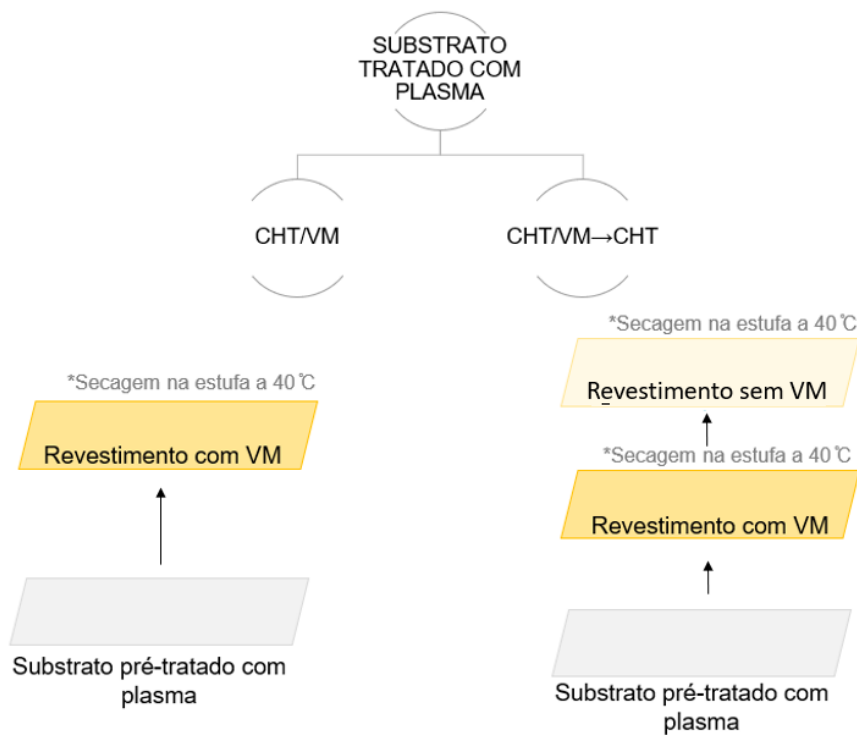 SUBSTRATO
TRATADO COM
PLASMA
CHT/VM
CHT/VM→CHT
*Secagem na estufa a 40 ℃
Revestimento com VM
Substrato pré-tratado com
plasma
*Secagem na estufa a 40 ℃
Revestimento sem VM
*Secagem na estufa a 40 ℃
Revestimento com VM
Substrato pré-tratado com
plasma